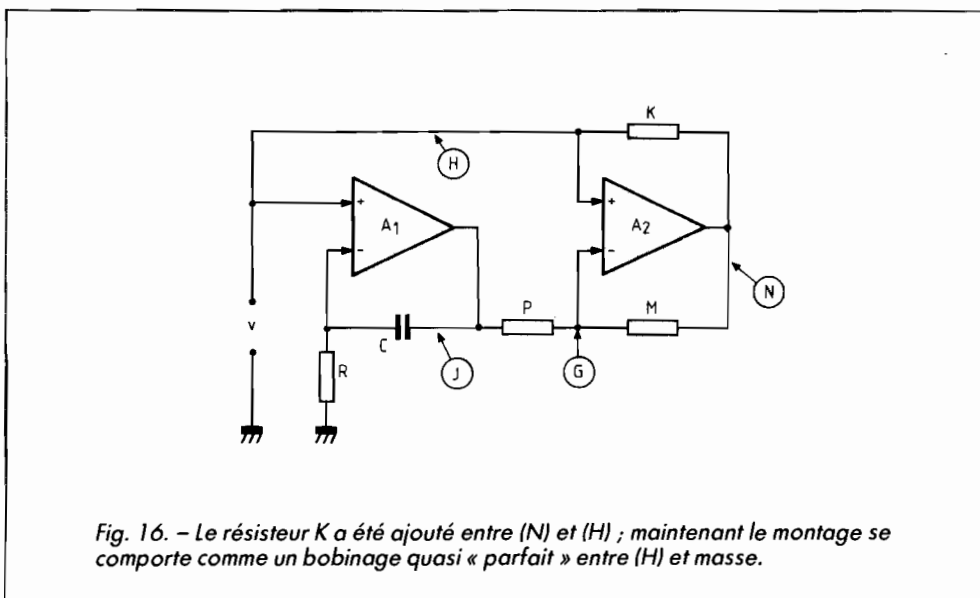 K
H
+
A1
-
+
A2
-
N
v
P
M
C
J
G
R
Fig. 16. – Le résisteur K a été ajouté entre (N) et (H) ; maintenant le montage se
comporte comme un bobinage quasi « parfait » entre (H) et masse.